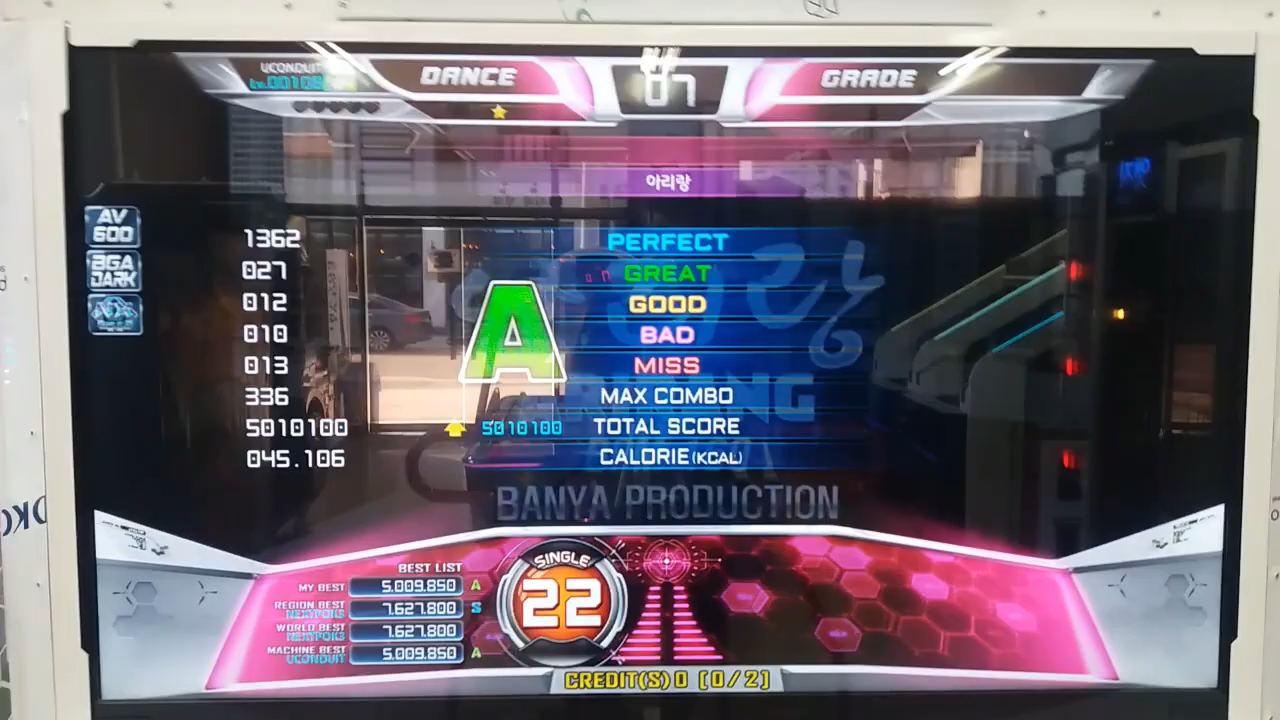 UCONDUIT
DANCE
07
GRADE
아리랑
AV 600
1362 PERFECT
BGA DARK
027 GREAT
012 GOOD
010 BAD
013 MISS
336 MAX COMBO
5010100 5010100 TOTAL SCORE
045.106 CALORIE(KCAL)
BANYA PRODUCTION
SINGLE
22
BEST LIST
MY BEST 5.009.850 A
REGION BEST 7.627.800 S
WORLD BEST 7.627.800
MACHINE BEST 5.009.850 A
UCONDUIT
CREDIT(S) 0 [0/2]